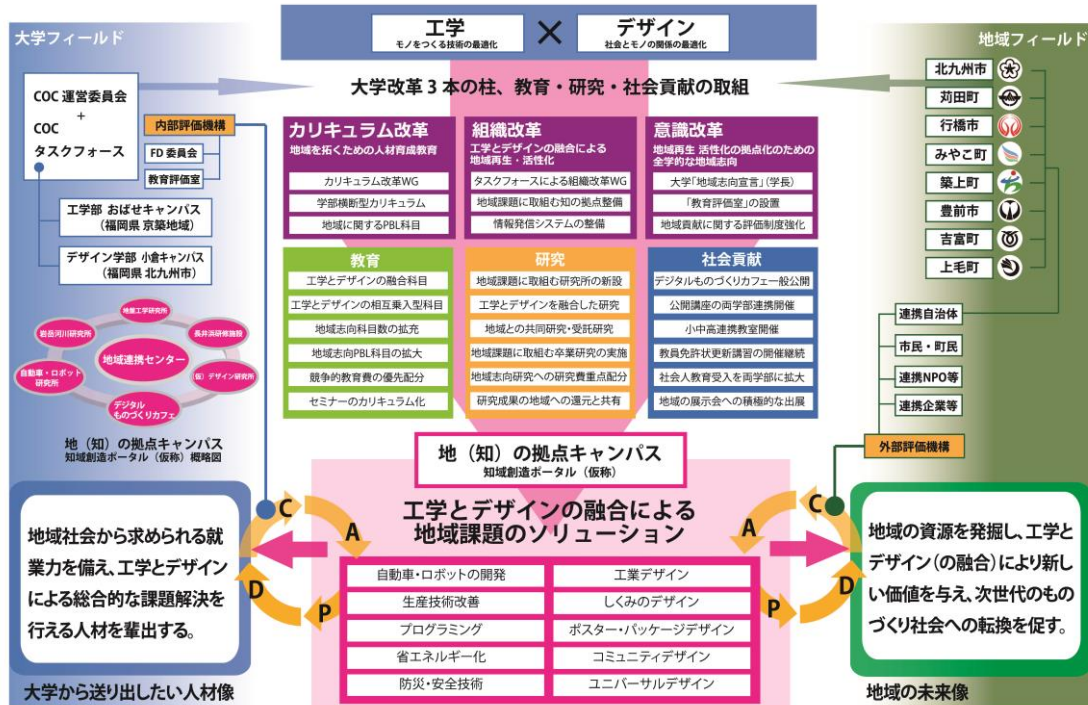 大学フィールド
工学
モノをつくる技術の最適化
×
デザイン
社会とモノの関係の最適化
地域フィールド
大学改革3本の柱、教育・研究・社会貢献の取組
COC 運営委員会
+
COC
タスクフォース
内部評価機構
FD 委員会
教育評価室
工学部 おばせキャンパス
(福岡県 京築地域)
デザイン学部 小倉キャンパス
(福岡県 北九州市)
地震工学研究所
岩岳河川研究所
長井浜研修施設
地域連携センター
自動車・ロボット
研究所
(仮)デザイン研究所
デジタル
ものづくりカフェ
地(知)の拠点キャンパス
知域創造ポータル(仮称)概略図
カリキュラム改革
地域を拓くための人材育成教育
カリキュラム改革WG
学部横断型カリキュラム
地域に関するPBL科目
組織改革
工学とデザインの融合による
地域再生・活性化
タスクフォースによる組織改革WG
地域課題に取組む知の拠点整備
情報発信システムの整備
意識改革
地域再生 活性化の拠点化のための
全学的な地域志向
大学「地域志向宣言」(学長)
「教育評価室」の設置
地域貢献に関する評価制度強化
教育
工学とデザインの融合科目
工学とデザインの相互乗入型科目
地域志向科目数の拡充
地域志向PBL科目の拡大
競争的教育費の優先配分
セミナーのカリキュラム化
研究
地域課題に取組む研究所の新設
工学とデザインを融合した研究
地域との共同研究・受託研究
地域課題に取組む卒業研究の実施
地域志向研究への研究費重点配分
研究成果の地域への還元と共有
社会貢献
デジタルものづくりカフェ一般公開
公開講座の両学部連携開催
小中高連携教室開催
教員免許状更新講習の開催継続
社会人教育受入を両学部に拡大
地域の展示会への積極的な出展
北九州市
苅田町
行橋市
みやこ町
築上町
豊前市
吉富町
上毛町
連携自治体
市民・町民
連携NPO等
連携企業等
外部評価機構
地(知)の拠点キャンパス
知域創造ポータル(仮称)
工学とデザインの融合による
地域課題のソリューション
自動車・ロボットの開発
生産技術改善
プログラミング
省エネルギー化
防災・安全技術
工業デザイン
しくみのデザイン
ポスター・パッケージデザイン
コミュニティデザイン
ユニバーサルデザイン
C
A
D
P
A
C
P
D
地域社会から求められる就
業力を備え、工学とデザイン
による総合的な課題解決を
行える人材を輩出する。
大学から送り出したい人材像
地域の資源を発掘し、工学と
デザイン(の融合)により新し
い価値を与え、次世代のもの
づくり社会への転換を促す。
地域の未来像